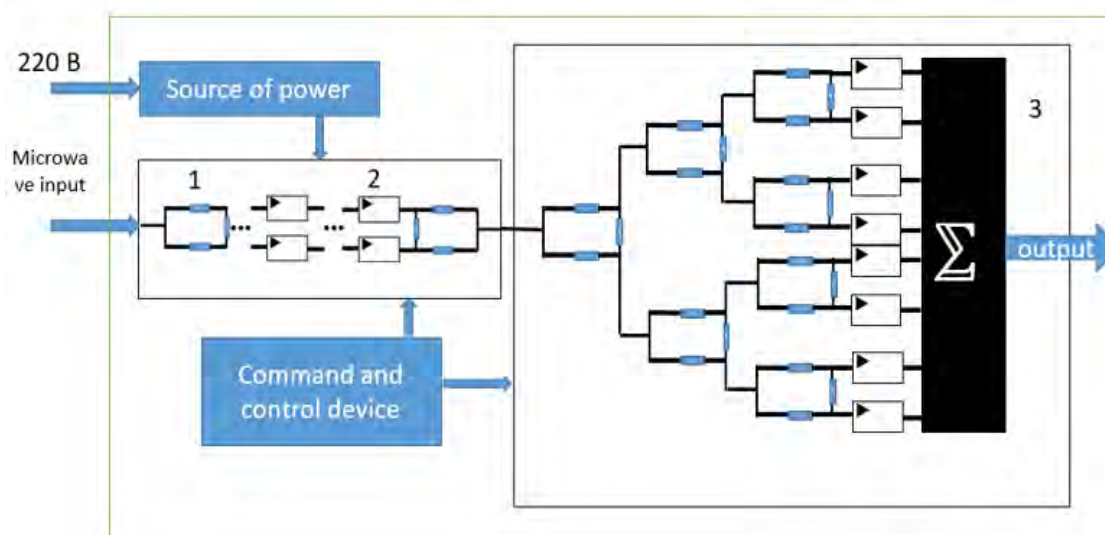 220 В
Source of power
Microwa
ve input
1
2
...
...
3
Σ
output
Command and
control device